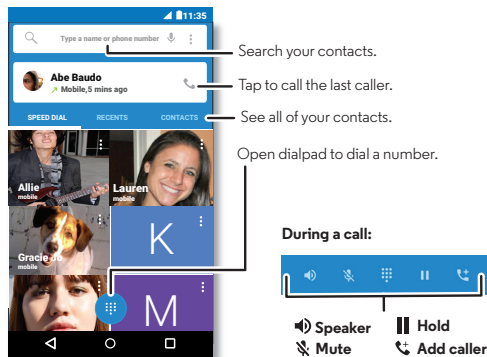 11:35
Type a name or phone number
Abe Baudo
Mobile,5 mins ago
SPEED DIAL RECENTS CONTACTS
Allie
mobile
Lauren
mobile
Gracie Jo
mobile
K
M
Search your contacts.
Tap to call the last caller.
See all of your contacts.
Open dialpad to dial a number.
During a call:
Speaker
Hold
Mute
Add caller